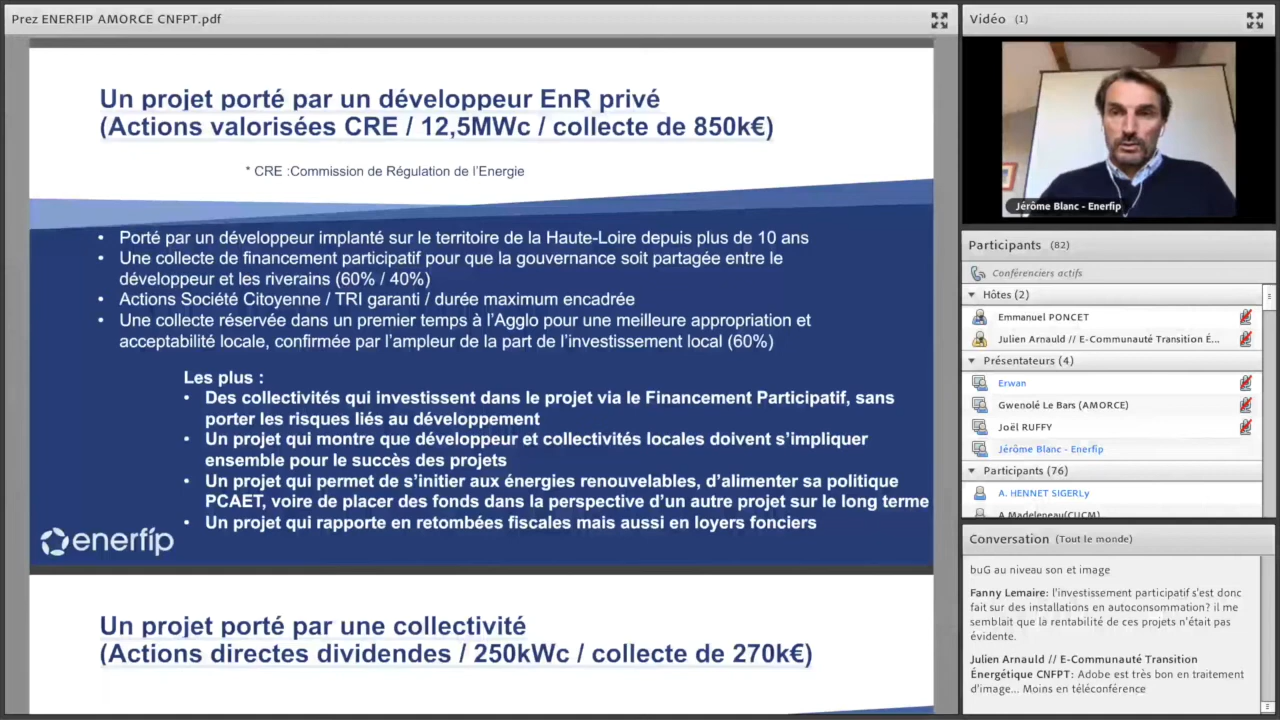 Prez ENERFIP AMORCE CNFPT.pdf
Un projet porté par un développeur EnR privé
(Actions valorisées CRE / 12,5MWc / collecte de 850k€)
* CRE :Commission de Régulation de l'Energie
• Porté par un développeur implanté sur le territoire de la Haute-Loire depuis plus de 10 ans
• Une collecte de financement participatif pour que la gouvernance soit partagée entre le
développeur et les riverains (60% / 40%)
• Actions Société Citoyenne / TRI garanti / durée maximum encadrée
• Une collecte réservée dans un premier temps à l'Agglo pour une meilleure appropriation et
acceptabilité locale, confirmée par l'ampleur de la part de l'investissement local (60%)
Les plus :
• Des collectivités qui investissent dans le projet via le Financement Participatif, sans
porter les risques liés au développement
• Un projet qui montre que développeur et collectivités locales doivent s'impliquer
ensemble pour le succès des projets
• Un projet qui permet de s'initier aux énergies renouvelables, d'alimenter sa politique
PCAET, voire de placer des fonds dans la perspective d'un autre projet sur le long terme
• Un projet qui rapporte en retombées fiscales mais aussi en loyers fonciers
enerfip
Un projet porté par une collectivité
(Actions directes dividendes / 250kWc / collecte de 270k€)
Vidéo (1)
Jérôme Blanc - Enerfip
Participants (82)
Conférenciers actifs
Hôtes (2)
Emmanuel PONCET
Julien Arnauld // E-Communauté Transition É...
Présentateurs (4)
Erwan
Gwenolé Le Bars (AMORCE)
Joël RUFFY
Jérôme Blanc - Enerfip
Participants (76)
A. HENNET SIGERLy
A.Madeleneau(CUCM)
Conversation (Tout le monde)
buG au niveau son et image
Fanny Lemaire: l'investissement participatif s'est donc
fait sur des installations en autoconsommation? il me
semblait que la rentabilité de ces projets n'était pas
évidente.
Julien Arnauld // E-Communauté Transition
Énergétique CNFPT: Adobe est très bon en traitement
d'image... Moins en téléconférence